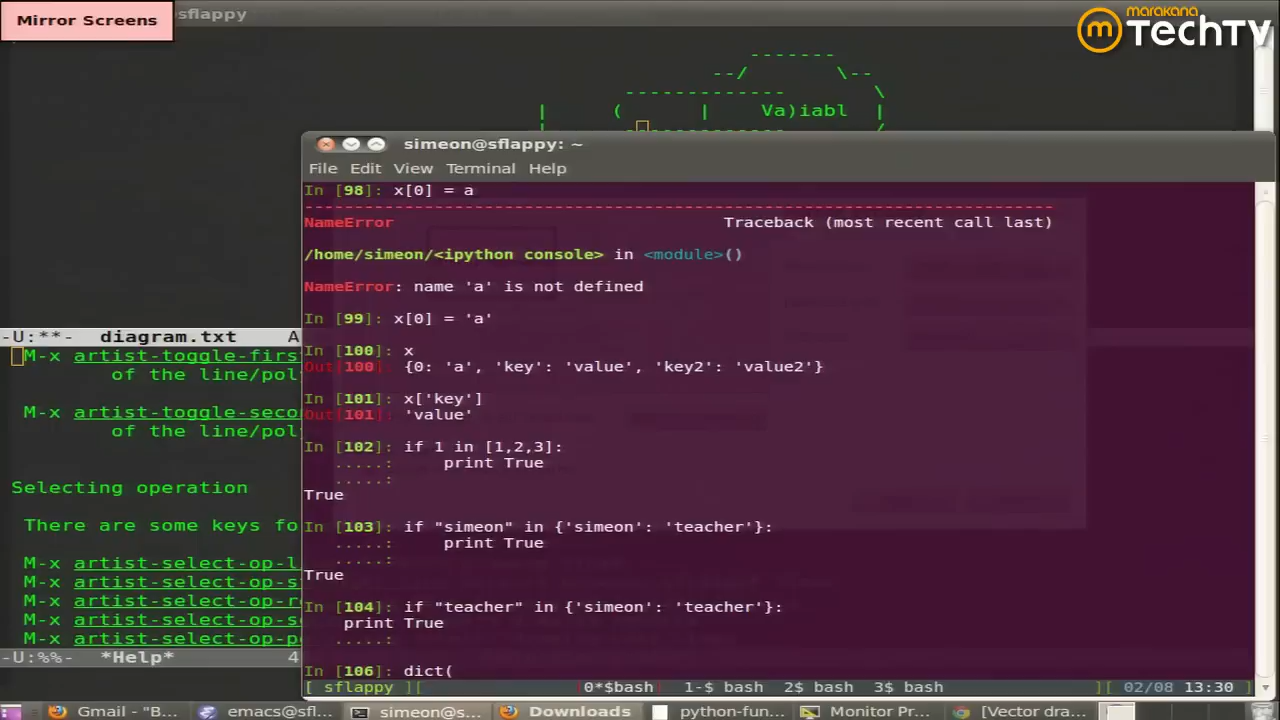 Mirror Screens
sflappy
marakana
m TechTV
-------
--/ \--
------------- \
| ( | Va)iabl |
simeon@sflappy: ~
File Edit View Terminal Help
In [98]: x[0] = a
NameError Traceback (most recent call last)
/home/simeon/<ipython console> in <module>()
NameError: name 'a' is not defined
In [99]: x[0] = 'a'
In [100]: x
Out[100]: {0: 'a', 'key': 'value', 'key2': 'value2'}
In [101]: x['key']
Out[101]: 'value'
In [102]: if 1 in [1,2,3]:
.....: print True
.....:
True
In [103]: if "simeon" in {'simeon': 'teacher'}:
.....: print True
.....:
True
In [104]: if "teacher" in {'simeon': 'teacher'}:
print True
.....:
In [106]: dict(
[ sflappy ][ 0*$bash 1-$ bash 2$ bash 3$ bash ][ 02/08 13:30 ]
-U:**- diagram.txt A
M-x artist-toggle-firs
of the line/pol
M-x artist-toggle-seco
of the line/pol
Selecting operation
There are some keys fo
M-x artist-select-op-l
M-x artist-select-op-s
M-x artist-select-op-r
M-x artist-select-op-s
M-x artist-select-op-p
-U:%%- *Help* 4
Gmail - "B... emacs@sfl... simeon@s... Downloads python-fun... Monitor Pr... [Vector dra...